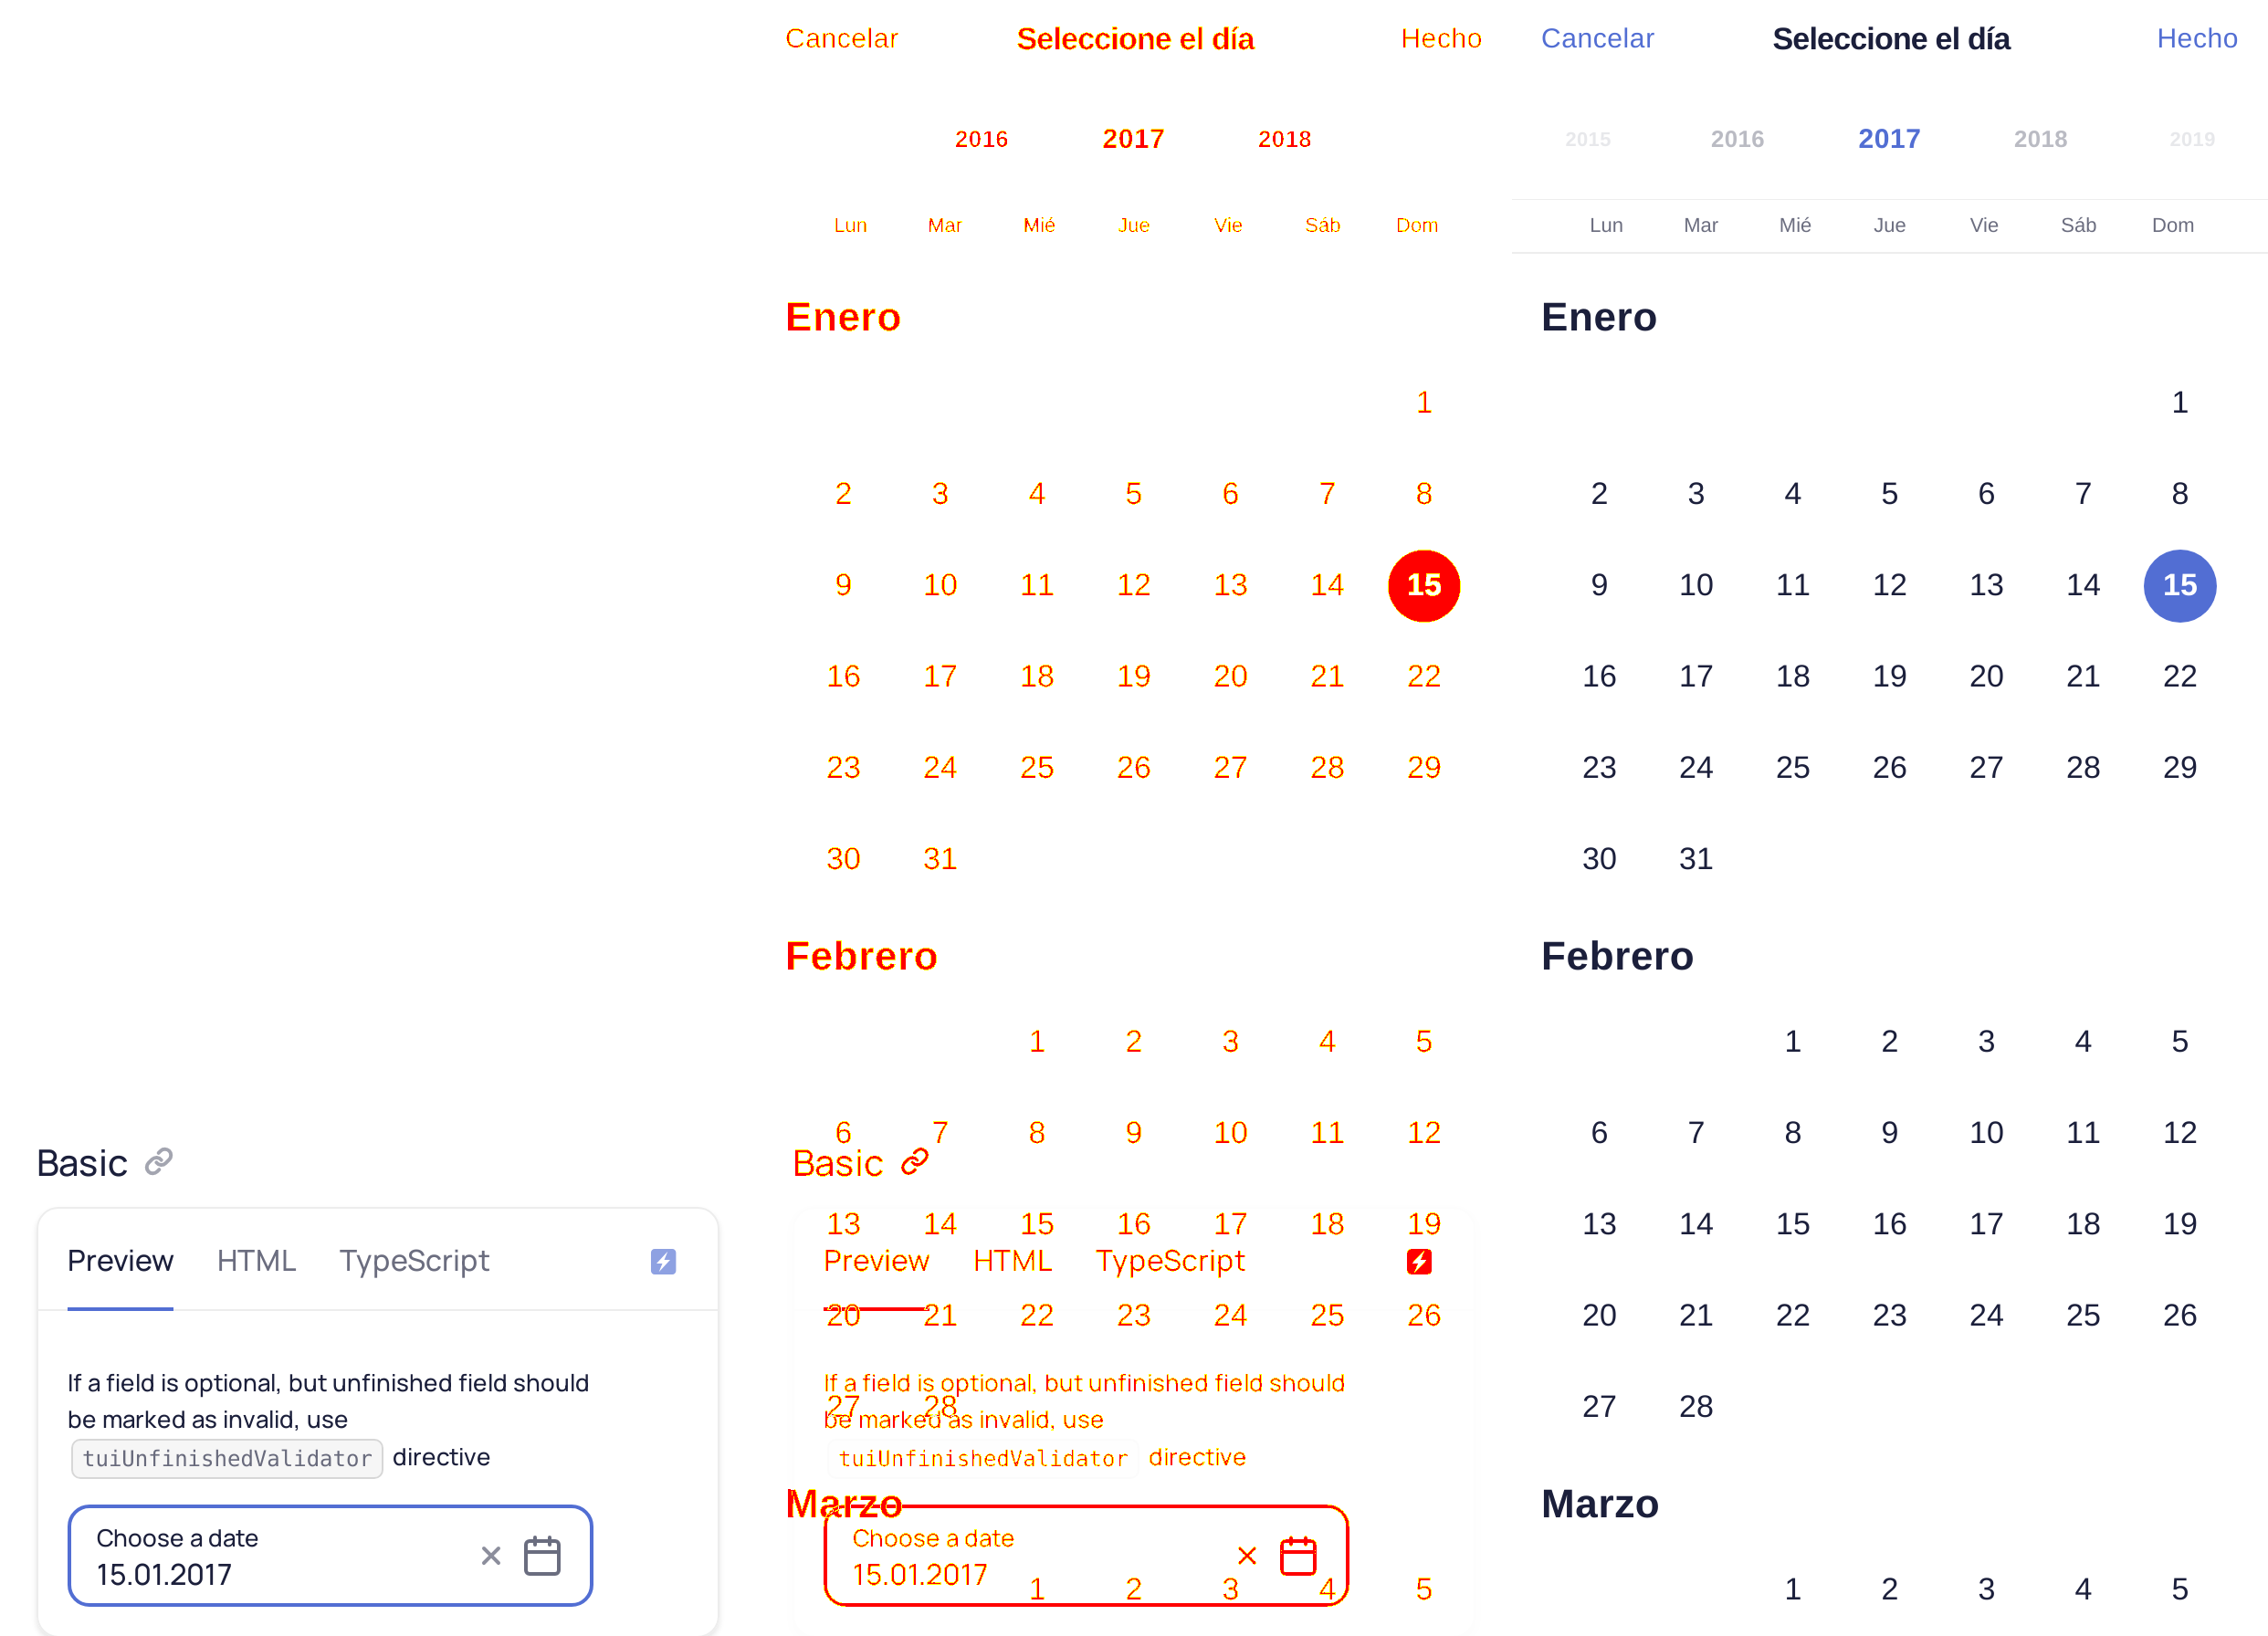 Basic
Preview HTML TypeScript
If a field is optional, but unfinished field should
be marked as invalid, use
tuiUnfinishedValidator directive
Choose a date
15.01.2017
Cancelar Seleccione el día Hecho
2016 2017 2018
Lun Mar Mié Jue Vie Sáb Dom
Enero
1
2 3 4 5 6 7 8
9 10 11 12 13 14 15
16 17 18 19 20 21 22
23 24 25 26 27 28 29
30 31
Febrero
1 2 3 4 5
6 7 8 9 10 11 12
Basic
13 14 15 16 17 18 19
Preview HTML TypeScript
20 21 22 23 24 25 26
If a field is optional, but unfinished field should
27 28
be marked as invalid, use
tuiUnfinishedValidator directive
Marzo
Choose a date
15.01.2017
1 2 3 4 5
Cancelar Seleccione el día Hecho
2015 2016 2017 2018 2019
Lun Mar Mié Jue Vie Sáb Dom
Enero
1
2 3 4 5 6 7 8
9 10 11 12 13 14 15
16 17 18 19 20 21 22
23 24 25 26 27 28 29
30 31
Febrero
1 2 3 4 5
6 7 8 9 10 11 12
13 14 15 16 17 18 19
20 21 22 23 24 25 26
27 28
Marzo
1 2 3 4 5